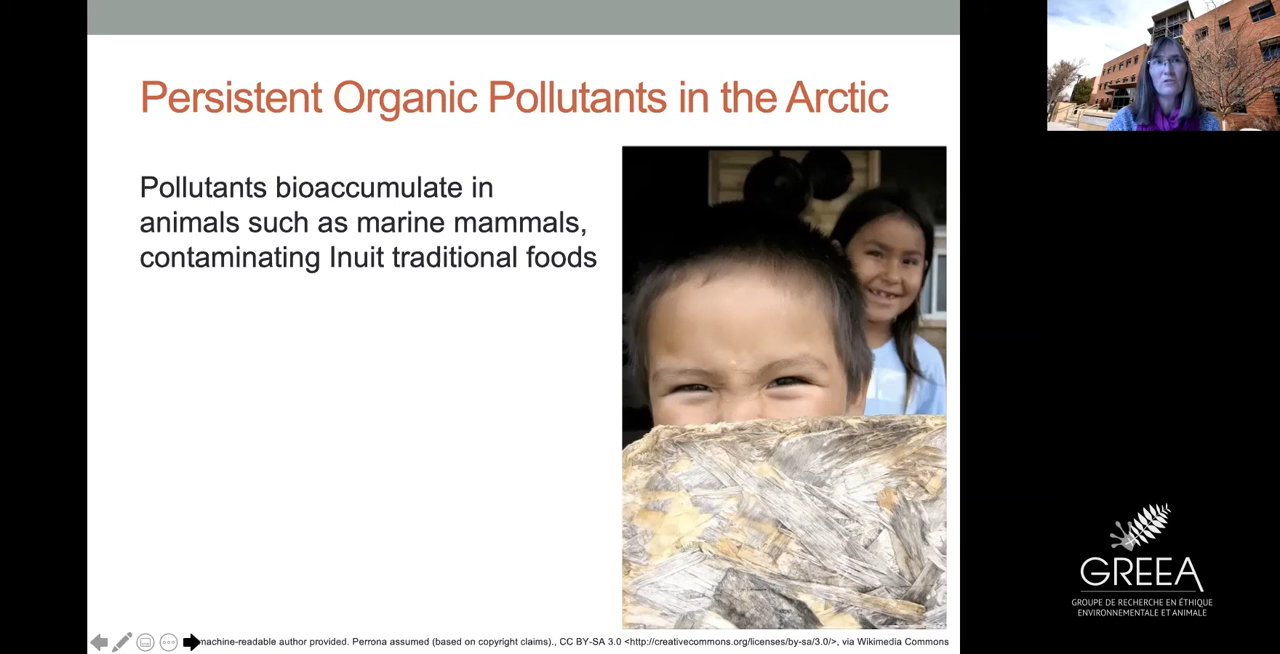 Persistent Organic Pollutants in the Arctic
Pollutants bioaccumulate in
animals such as marine mammals,
contaminating Inuit traditional foods
machine-readable author provided. Perrona assumed (based on copyright claims)., CC BY-SA 3.0 <http://creativecommons.org/licenses/by-sa/3.0/>, via Wikimedia Commons
GREEA
GROUPE DE RECHERCHE EN ÉTHIQUE
ENVIRONNEMENTALE ET ANIMALE